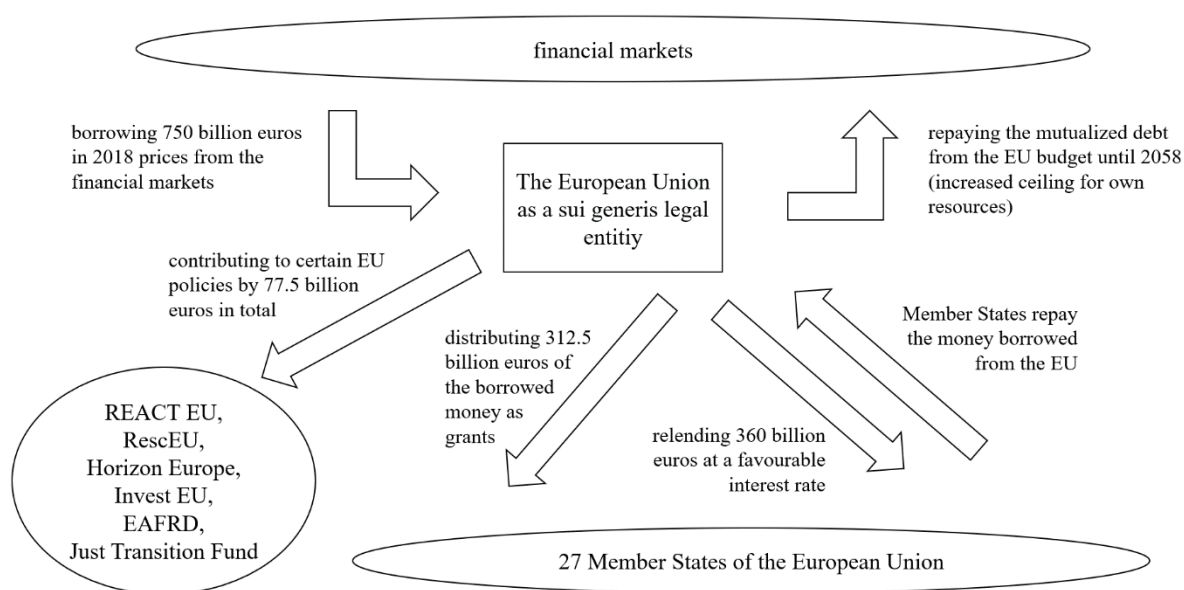 financial markets
borrowing 750 billion euros
in 2018 prices from the
financial markets
The European Union
as a sui generis legal
entitiy
repaying the mutualized debt
from the EU budget until 2058
(increased ceiling for own
resources)
contributing to certain EU
policies by 77.5 billion
euros in total
distributing 312.5
billion euros of
the borrowed
money as
grants
relending 360 billion
euros at a favourable
interest rate
Member States repay
the money borrowed
from the EU
REACT EU,
RescEU,
Horizon Europe,
Invest EU,
EAFRD,
Just Transition Fund
27 Member States of the European Union